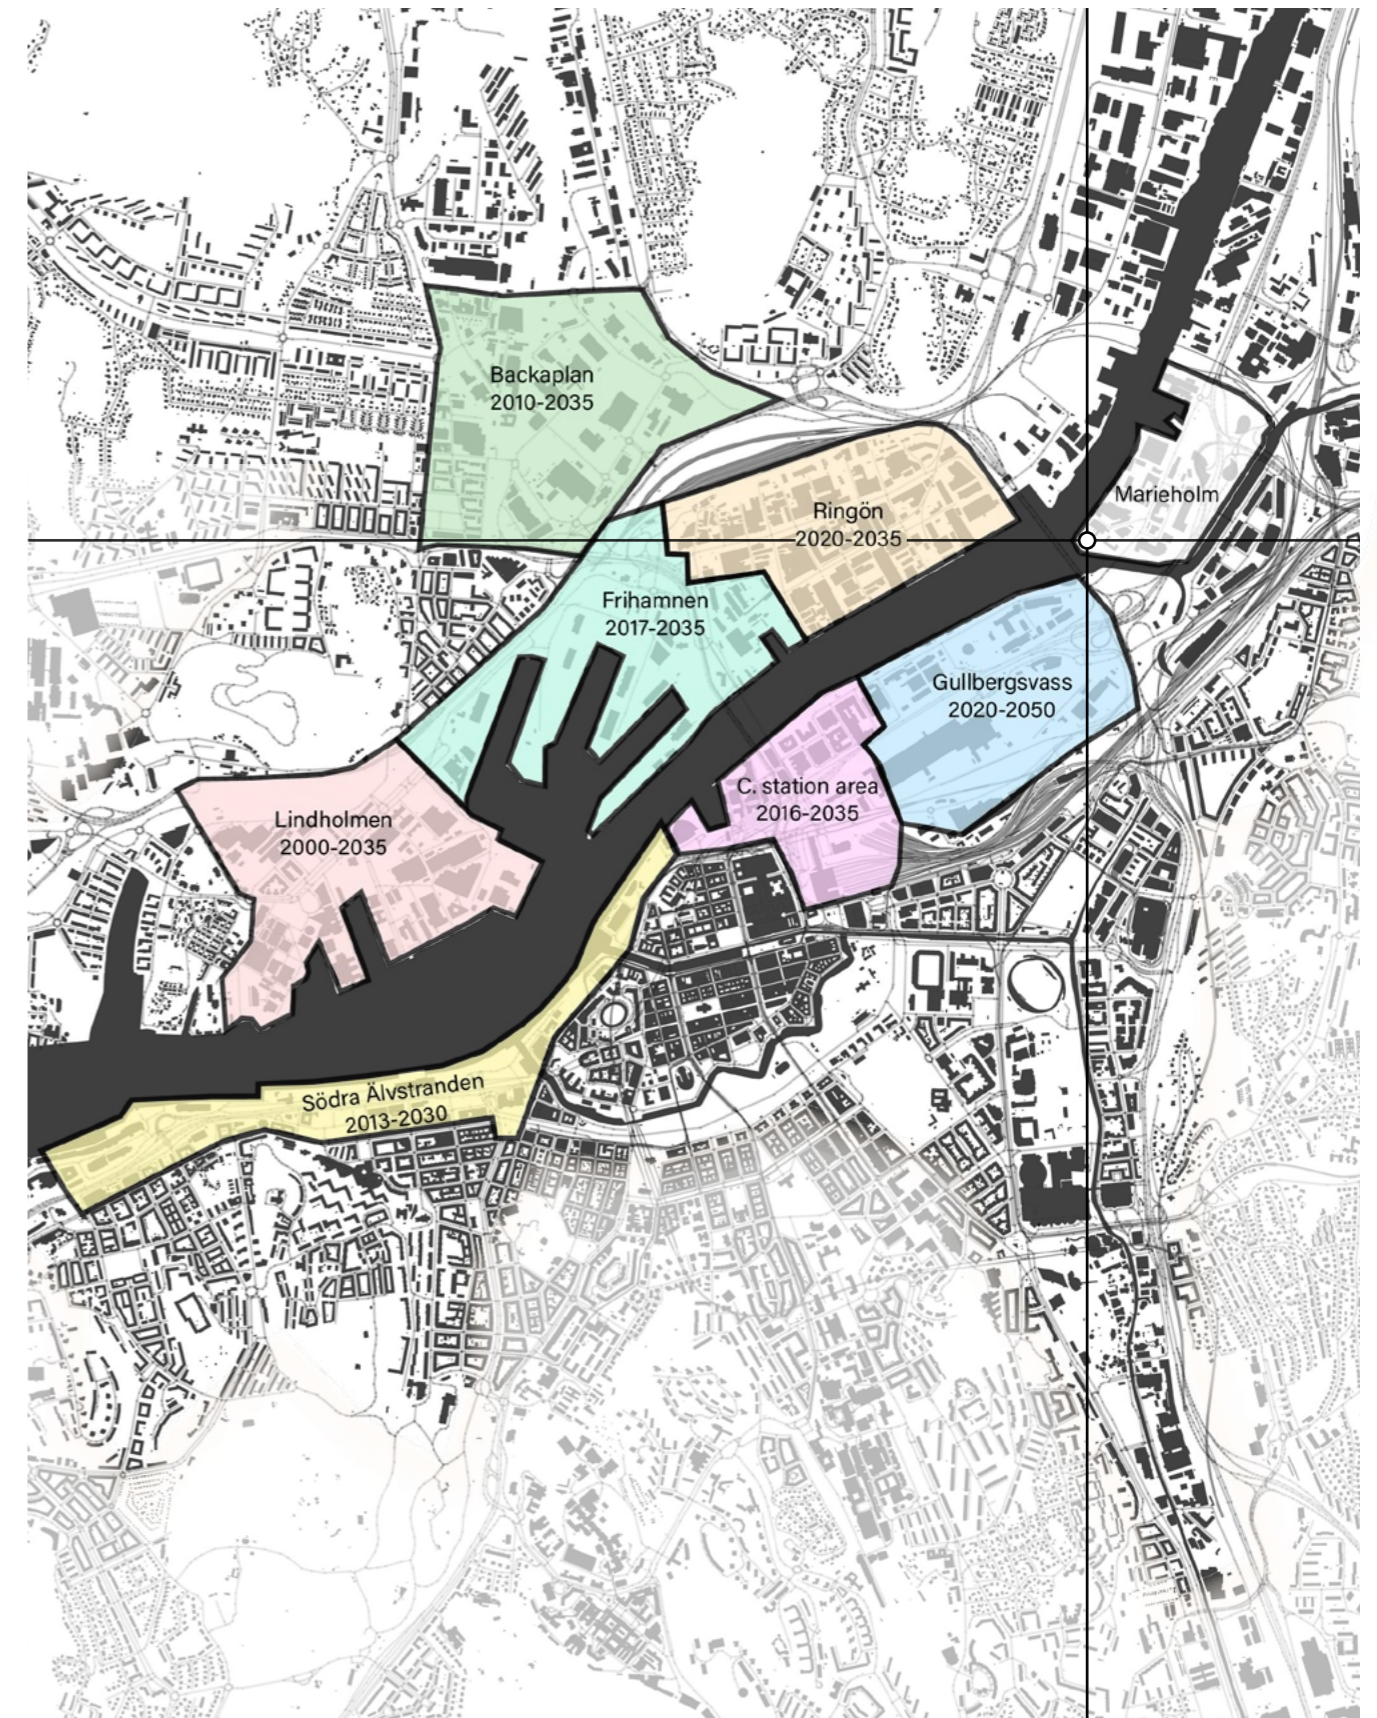 Backaplan
2010-2035
Marieholm
Ringön
2020-2035
Frihamnen
2017-2035
Gullbergsvass
2020-2050
C. station area
2016-2035
Lindholmen
2000-2035
Södra Älvstranden
2013-2030